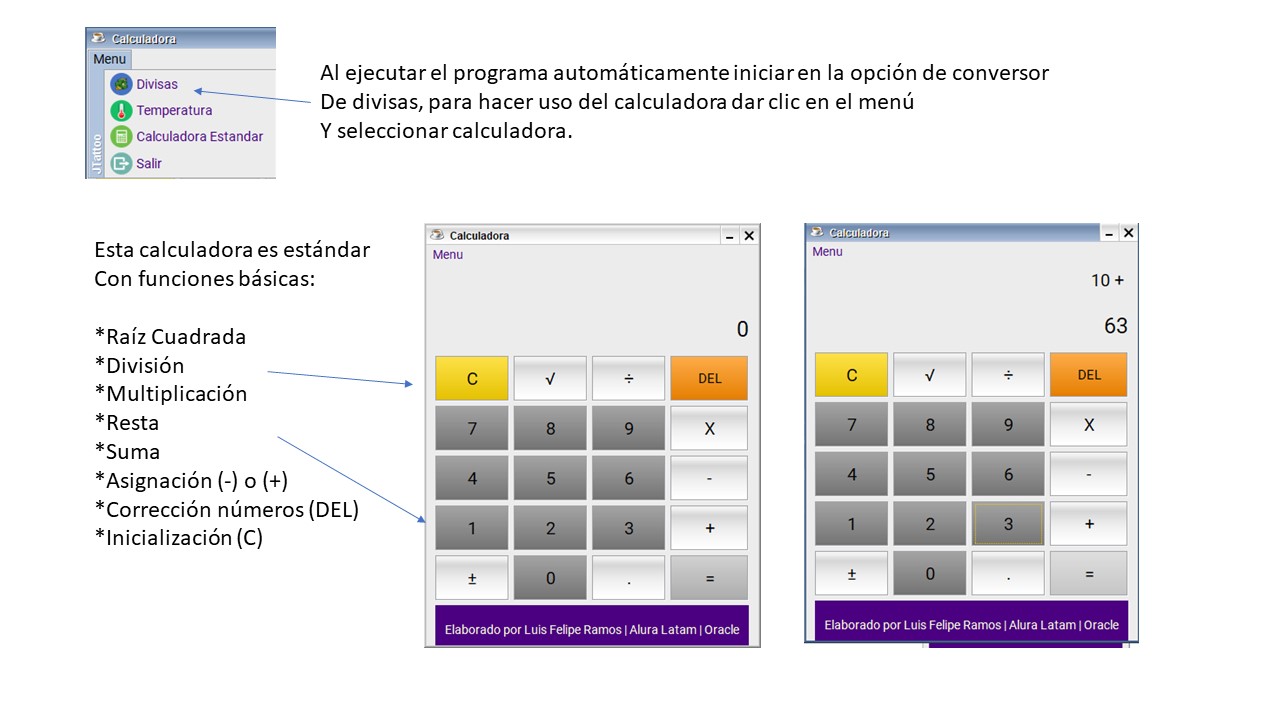 Calculadora
Menu
Divisas
Temperatura
Calculadora Estandar
Salir
JTattoo
Al ejecutar el programa automáticamente iniciar en la opción de conversor
De divisas, para hacer uso del calculadora dar clic en el menú
Y seleccionar calculadora.
Esta calculadora es estándar
Con funciones básicas:
*Raíz Cuadrada
*División
*Multiplicación
*Resta
*Suma
*Asignación (-) o (+)
*Corrección números (DEL)
*Inicialización (C)
Calculadora
Menu
0
C √ ÷ DEL
7 8 9 X
4 5 6 -
1 2 3 +
± 0 . =
Elaborado por Luis Felipe Ramos | Alura Latam | Oracle
Calculadora
Menu
10 +
63
C √ ÷ DEL
7 8 9 X
4 5 6 -
1 2 3 +
± 0 . =
Elaborado por Luis Felipe Ramos | Alura Latam | Oracle